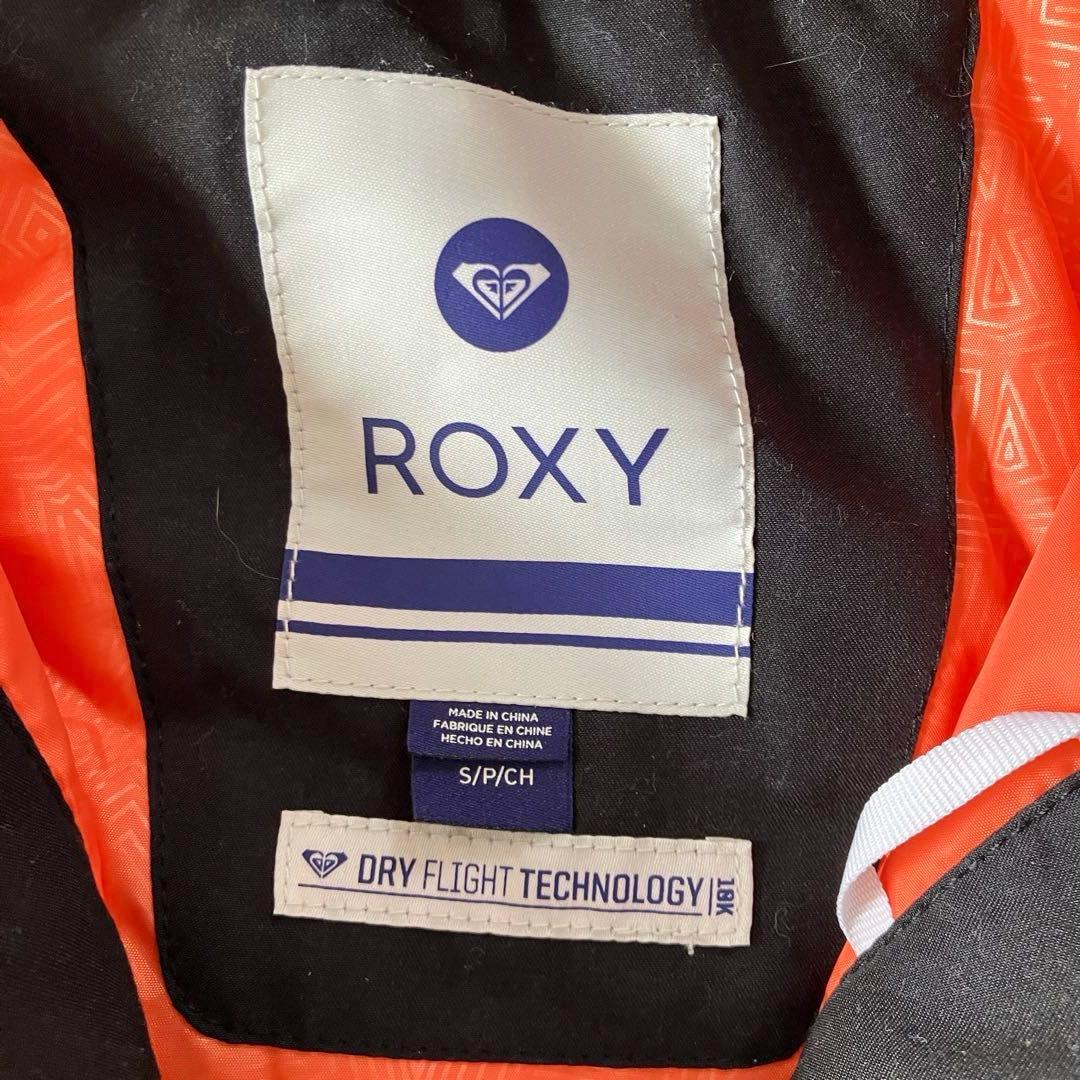 ROXY
MADE IN CHINA
FABRIQUE EN CHINE
HECHO EN CHINA
S/P/CH
DRY FLIGHT TECHNOLOGY 10K